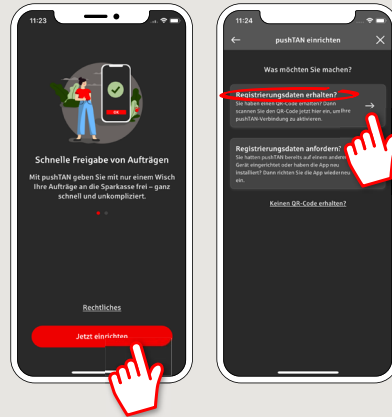 11:23
Schnelle Freigabe von Aufträgen
Mit pushTAN geben Sie mit nur einem Wisch
Ihre Aufträge an die Sparkasse frei – ganz
schnell und unkompliziert.
Rechtliches
Jetzt einrichten
11:24
pushTAN einrichten
Was möchten Sie machen?
Registrierungsdaten erhalten?
Sie haben einen QR-Code erhalten? Dann
scannen Sie den QR-Code jetzt hier ein, um Ihre
pushTAN-Verbindung zu aktivieren.
Registrierungsdaten anfordern?
Sie hatten pushTAN bereits auf einem anderen
Gerät eingerichtet oder haben die App neu
installiert? Dann richten Sie die App wieder neu
ein.
Keinen QR-Code erhalten?